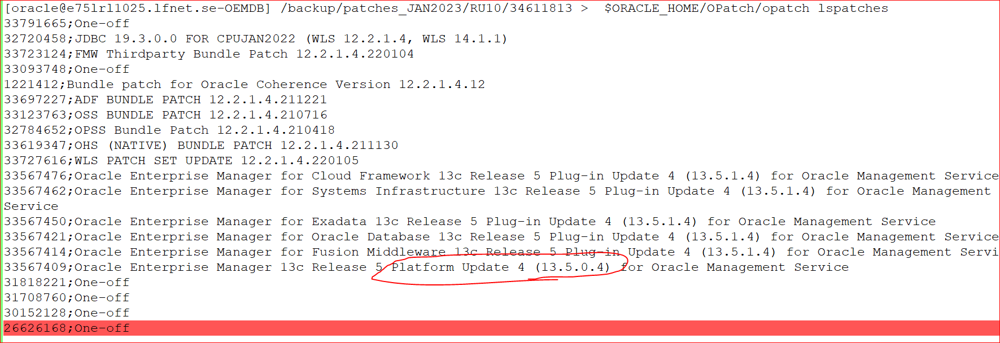 [oracle@e75lrl1025.lfnet.se-OEMDB] /backup/patches_JAN2023/RU10/34611813 >  $ORACLE_HOME/OPatch/opatch lspatches
33791665;One-off
32720458;JDBC 19.3.0.0 FOR CPUJAN2022 (WLS 12.2.1.4, WLS 14.1.1)
33723124;FMW Thirdparty Bundle Patch 12.2.1.4.220104
33093748;One-off
1221412;Bundle patch for Oracle Coherence Version 12.2.1.4.12
33697227;ADF BUNDLE PATCH 12.2.1.4.211221
33123763;OSS BUNDLE PATCH 12.2.1.4.210716
32784652;OPSS Bundle Patch 12.2.1.4.210418
33619347;OHS (NATIVE) BUNDLE PATCH 12.2.1.4.211130
33727616;WLS PATCH SET UPDATE 12.2.1.4.220105
33567476;Oracle Enterprise Manager for Cloud Framework 13c Release 5 Plug-in Update 4 (13.5.1.4) for Oracle Management Service
33567462;Oracle Enterprise Manager for Systems Infrastructure 13c Release 5 Plug-in Update 4 (13.5.1.4) for Oracle Management
Service
33567450;Oracle Enterprise Manager for Exadata 13c Release 5 Plug-in Update 4 (13.5.1.4) for Oracle Management Service
33567421;Oracle Enterprise Manager for Oracle Database 13c Release 5 Plug-in Update 4 (13.5.1.4) for Oracle Management Service
33567414;Oracle Enterprise Manager for Fusion Middleware 13c Release 5 Plug-in Update 4 (13.5.1.4) for Oracle Management Servi
33567409;Oracle Enterprise Manager 13c Release 5 Platform Update 4 (13.5.0.4) for Oracle Management Service
31818221;One-off
31708760;One-off
30152128;One-off
26626168;One-off